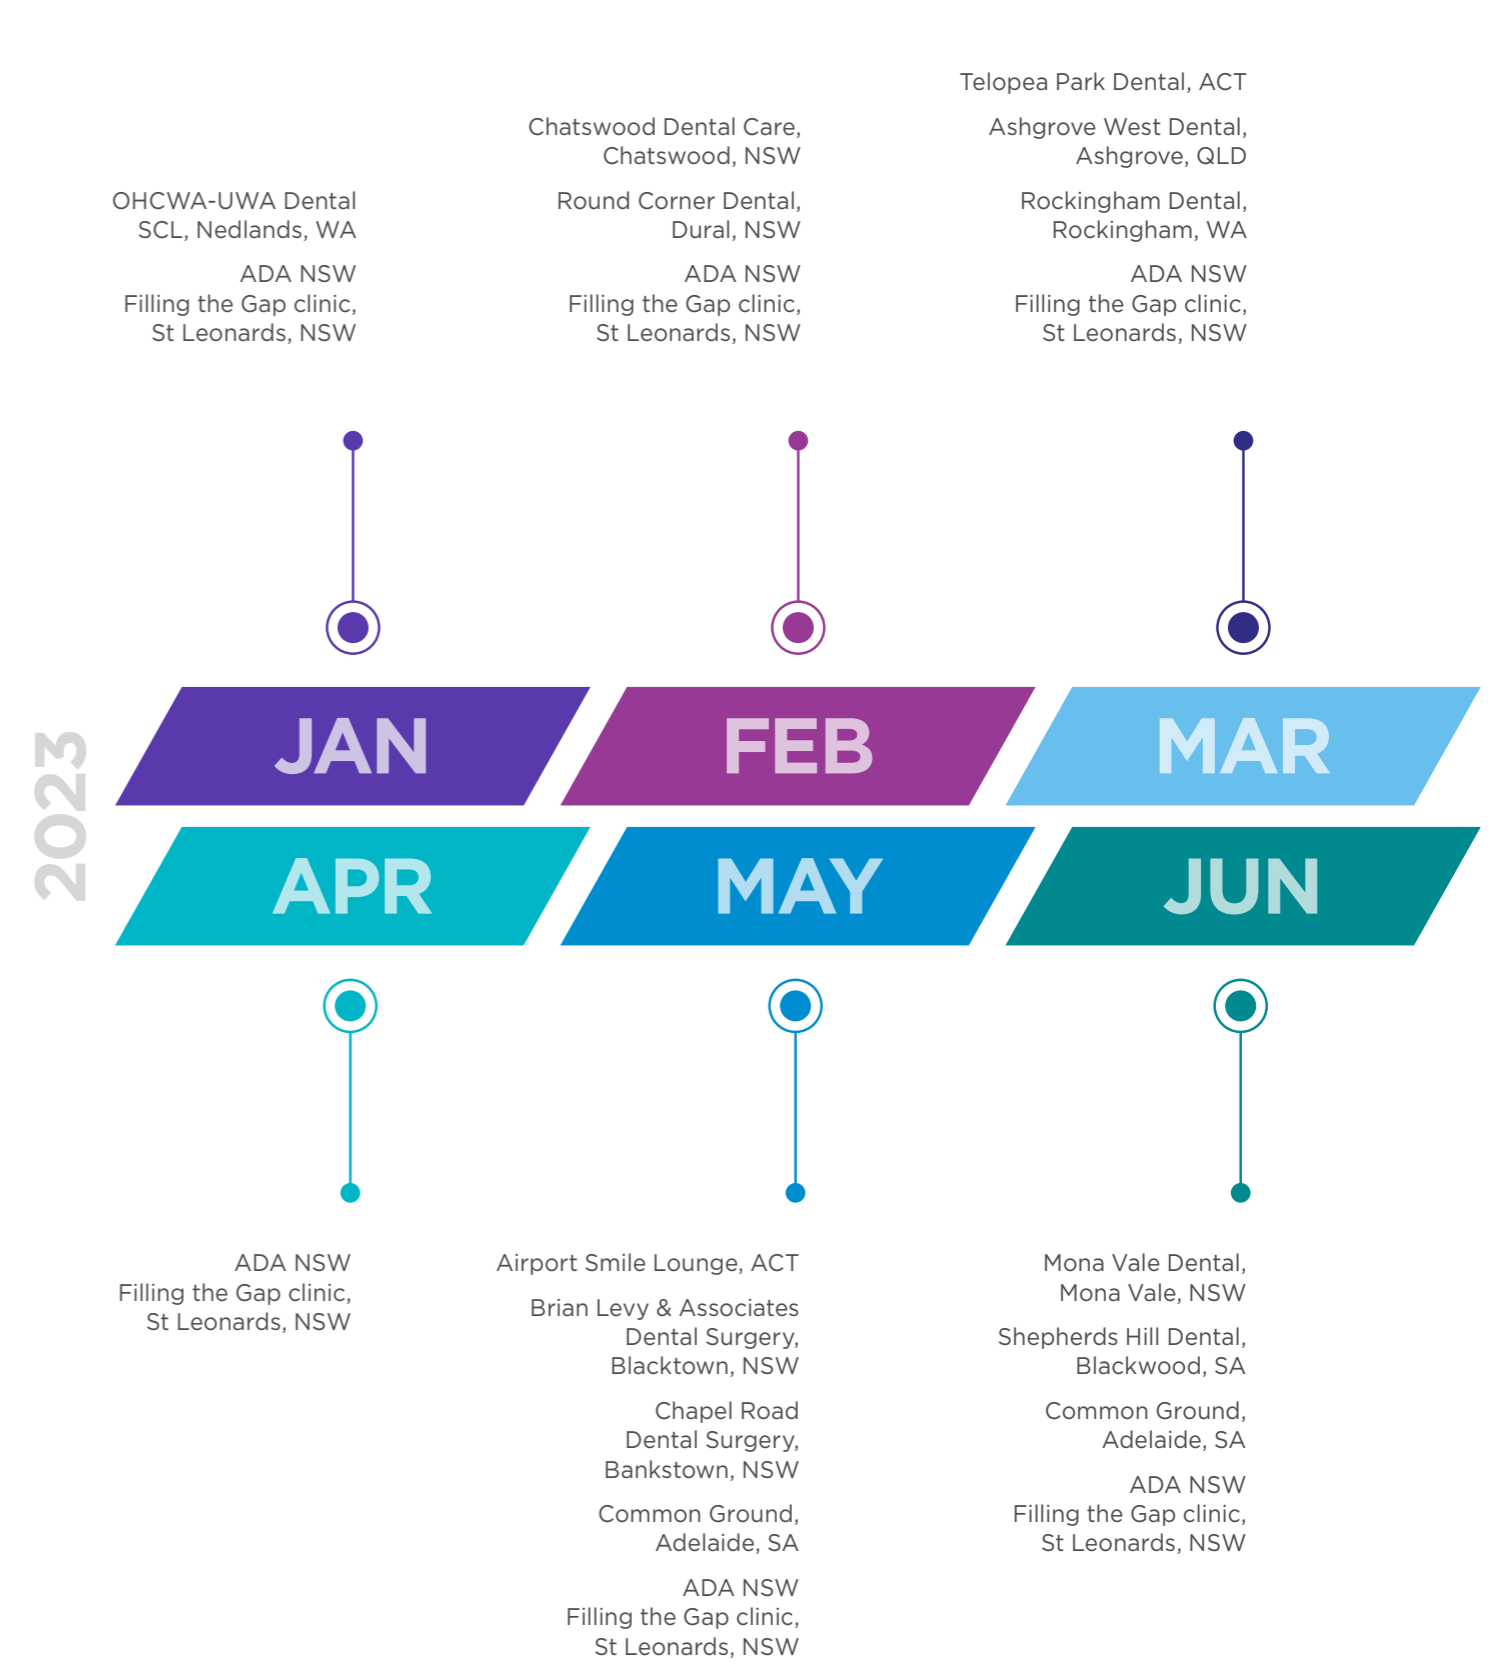 OHCWA-UWA Dental
SCL, Nedlands, WA
ADA NSW
Filling the Gap clinic,
St Leonards, NSW
Chatswood Dental Care,
Chatswood, NSW
Round Corner Dental,
Dural, NSW
ADA NSW
Filling the Gap clinic,
St Leonards, NSW
Telopea Park Dental, ACT
Ashgrove West Dental,
Ashgrove, QLD
Rockingham Dental,
Rockingham, WA
ADA NSW
Filling the Gap clinic,
St Leonards, NSW
2023
JAN
FEB
MAR
APR
MAY
JUN
ADA NSW
Filling the Gap clinic,
St Leonards, NSW
Airport Smile Lounge, ACT
Brian Levy & Associates
Dental Surgery,
Blacktown, NSW
Chapel Road
Dental Surgery,
Bankstown, NSW
Common Ground,
Adelaide, SA
ADA NSW
Filling the Gap clinic,
St Leonards, NSW
Mona Vale Dental,
Mona Vale, NSW
Shepherds Hill Dental,
Blackwood, SA
Common Ground,
Adelaide, SA
ADA NSW
Filling the Gap clinic,
St Leonards, NSW